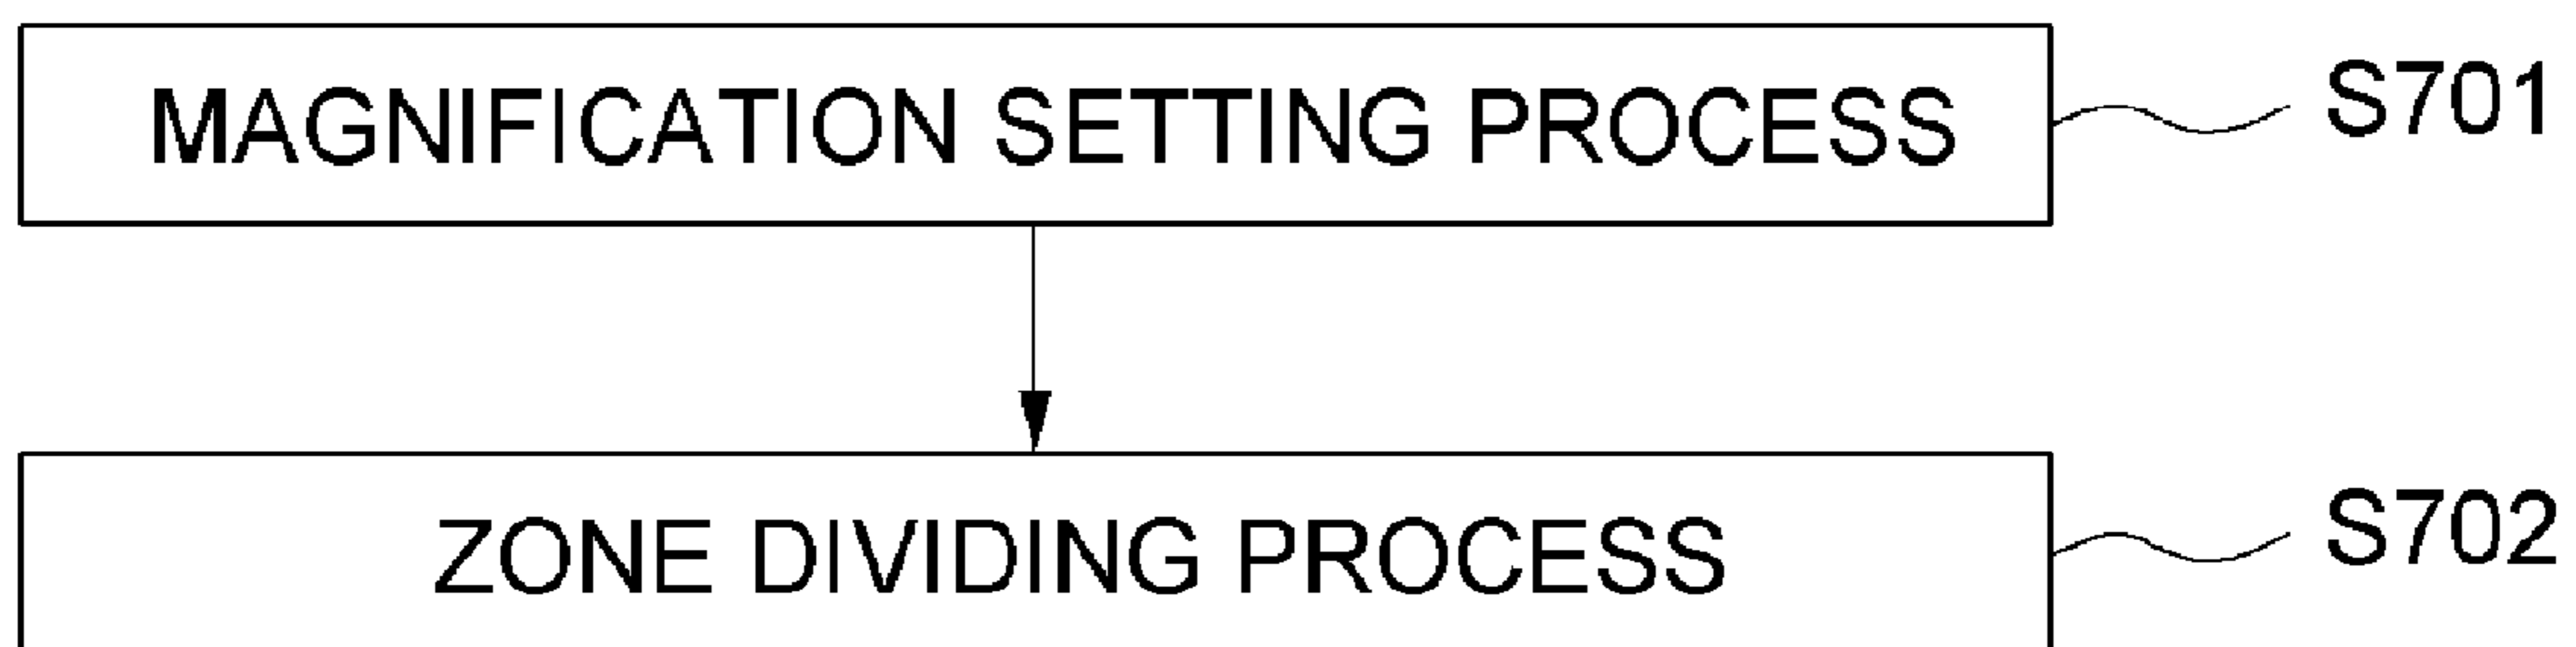 MAGNIFICATION SETTING PROCESS S701
ZONE DIVIDING PROCESS S702